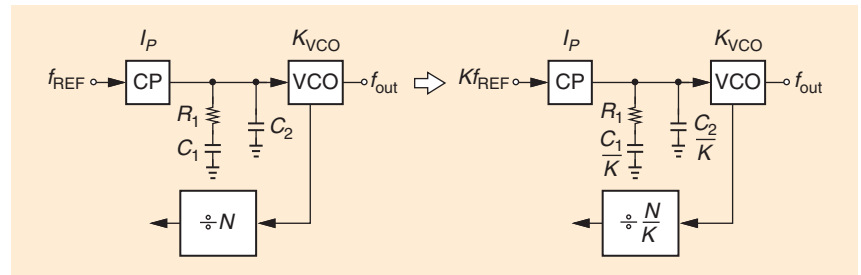 I_P
K_VCO
f_REF
CP
VCO
f_out
R_1
C_1
C_2
÷ N
I_P
K_VCO
Kf_REF
CP
VCO
f_out
R_1
C_1
K
C_2
K
÷ N
K